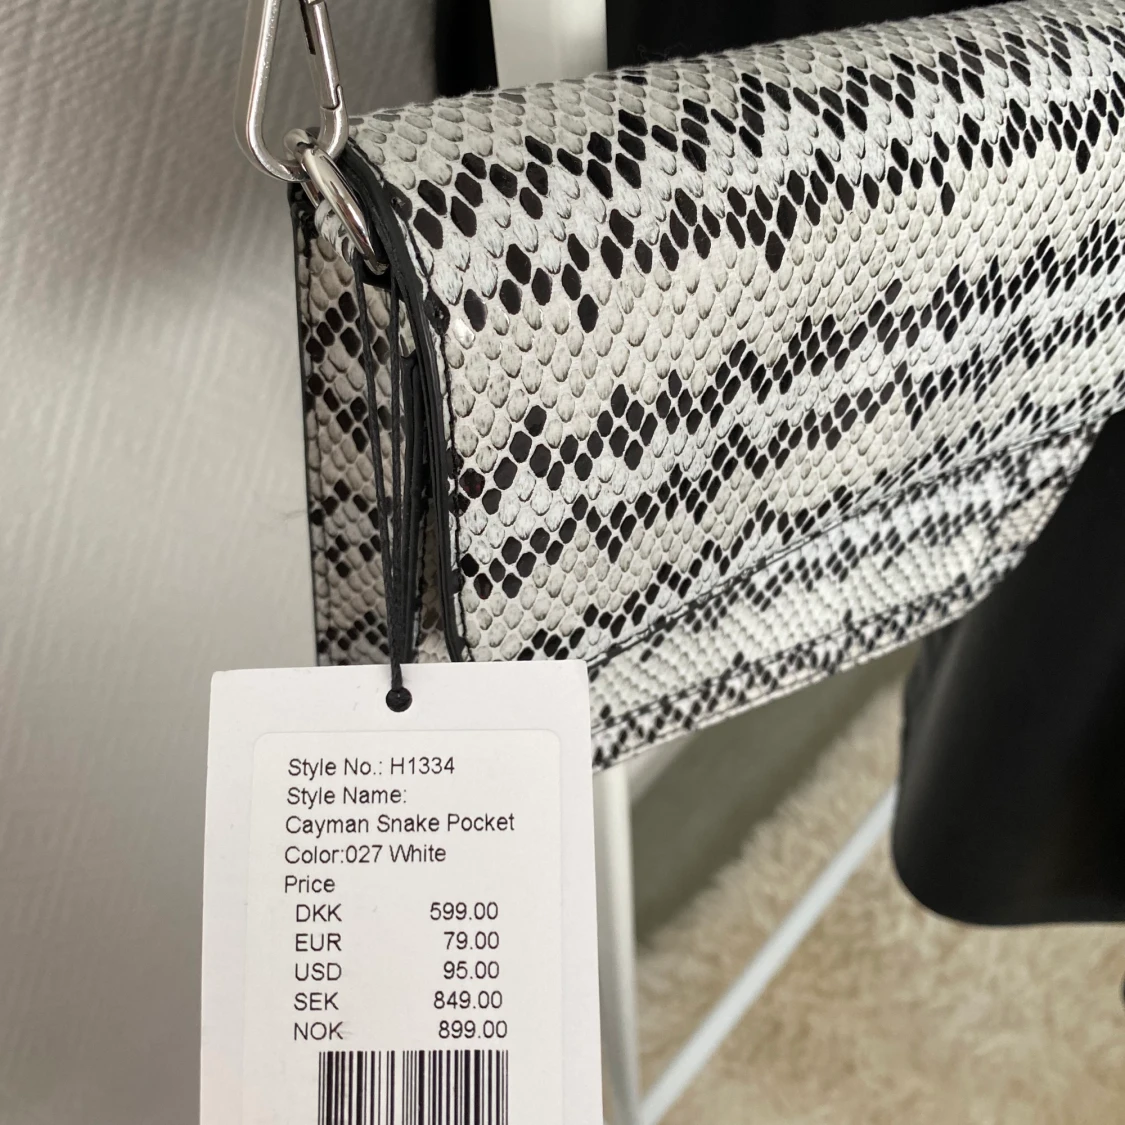 Style No.: H1334
Style Name:
Cayman Snake Pocket
Color:027 White
Price
DKK 599.00
EUR 79.00
USD 95.00
SEK 849.00
NOK 899.00